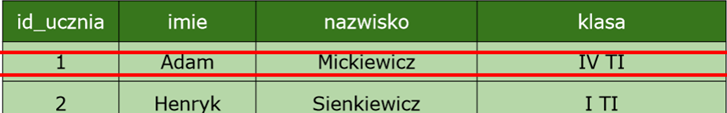 id_ucznia imie nazwisko klasa
1 Adam Mickiewicz IV TI
2 Henryk Sienkiewicz I TI